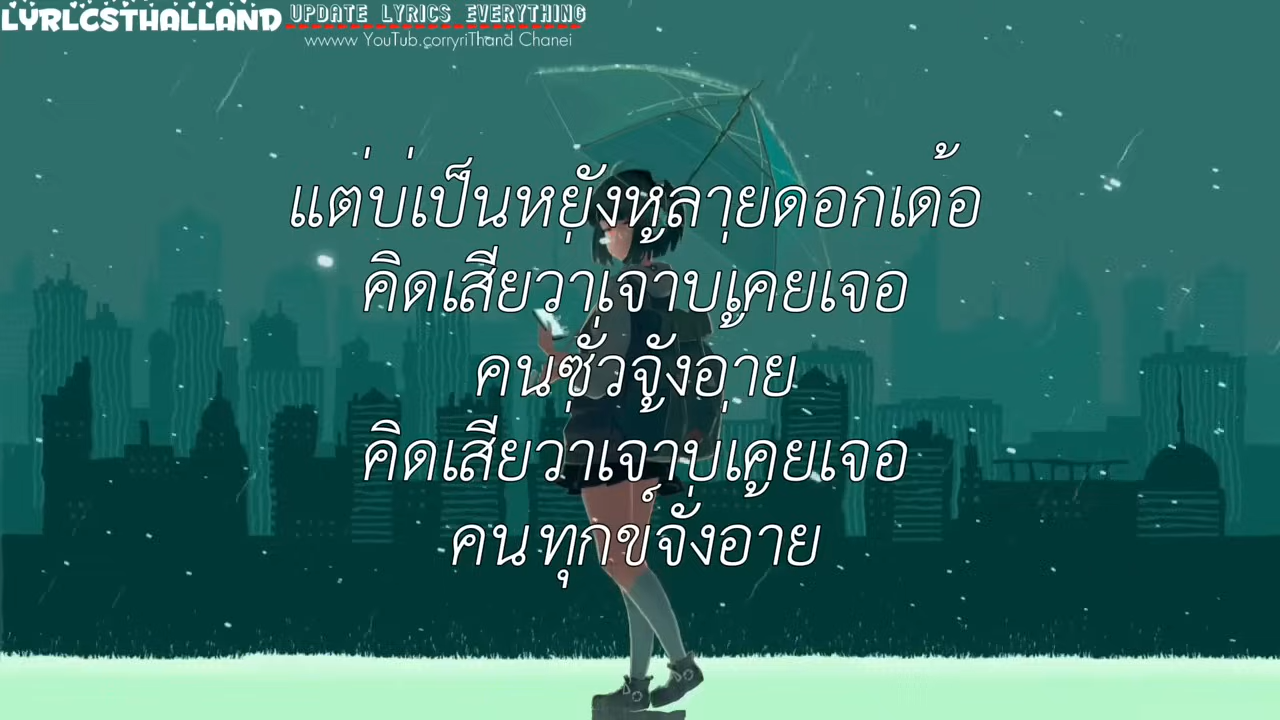 LYRLCSTHALLAND
UPDATE LYRICS EVERYTHING
wwww YouTub.corryriThand Chanei
แต่บ่เป็นหยังหลายดอกเด้อ
คิดเสียว่าเจ้าบ่เคยเจอ
คนซั่วจั่งอ้าย
คิดเสียว่าเจ้าบ่เคยเจอ
คนทุกข์จั่งอ้าย